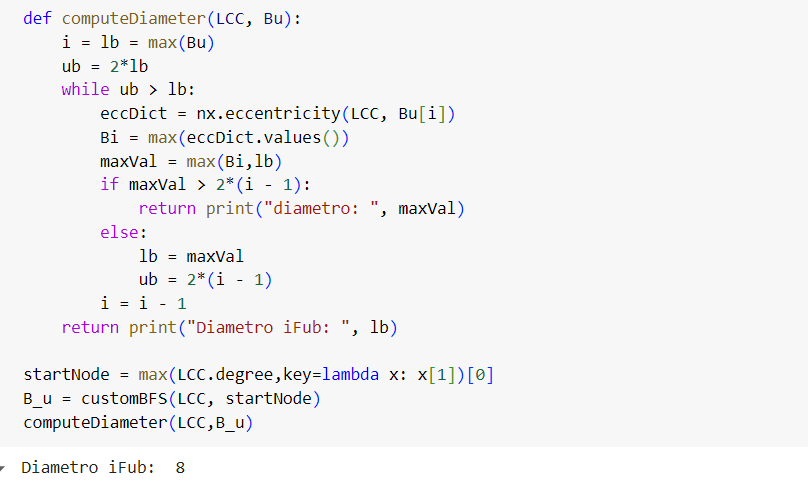 def computeDiameter(LCC, Bu):
    i = lb = max(Bu)
    ub = 2*lb
    while ub > lb:
        eccDict = nx.eccentricity(LCC, Bu[i])
        Bi = max(eccDict.values())
        maxVal = max(Bi,lb)
        if maxVal > 2*(i - 1):
            return print("diametro: ", maxVal)
        else:
            lb = maxVal
            ub = 2*(i - 1)
        i = i - 1
    return print("Diametro iFub: ", lb)

startNode = max(LCC.degree,key=lambda x: x[1])[0]
B_u = customBFS(LCC, startNode)
computeDiameter(LCC,B_u)
Diametro iFub:  8